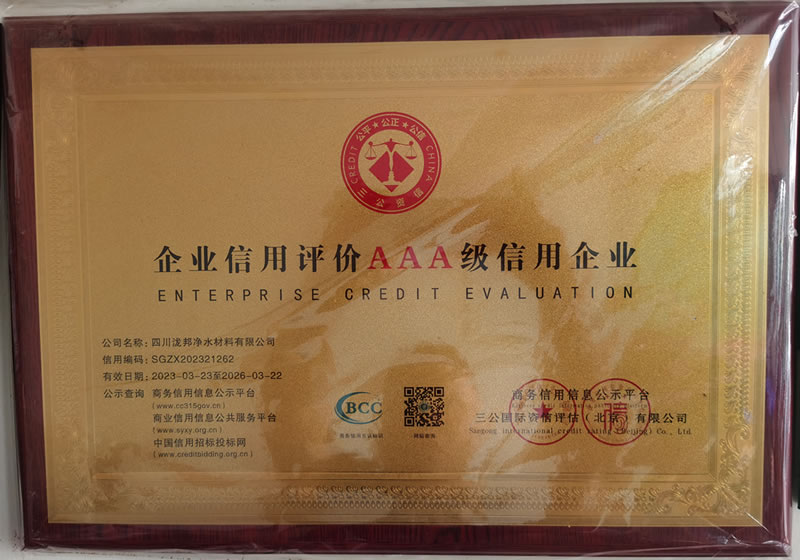 公平★公正★公信
CREDIT CHINA
企业信用评价AAA级信用企业
ENTERPRISE CREDIT EVALUATION
公司名称：四川泷邦净水材料有限公司
信用编码：SGZX202321262
有效日期：2023-03-23至2026-03-22
公示查询 商务信用信息公示平台
(www.cc315gov.cn)
商业信用信息公共服务平台
(www.syxy.org.cn)
中国信用招标投标网
(www.creditbidding.org.cn)
BCC
商务信用信息公示平台
三公国际资信评估（北京）有限公司
Sangong international credit rating (Beijing) Co., Ltd